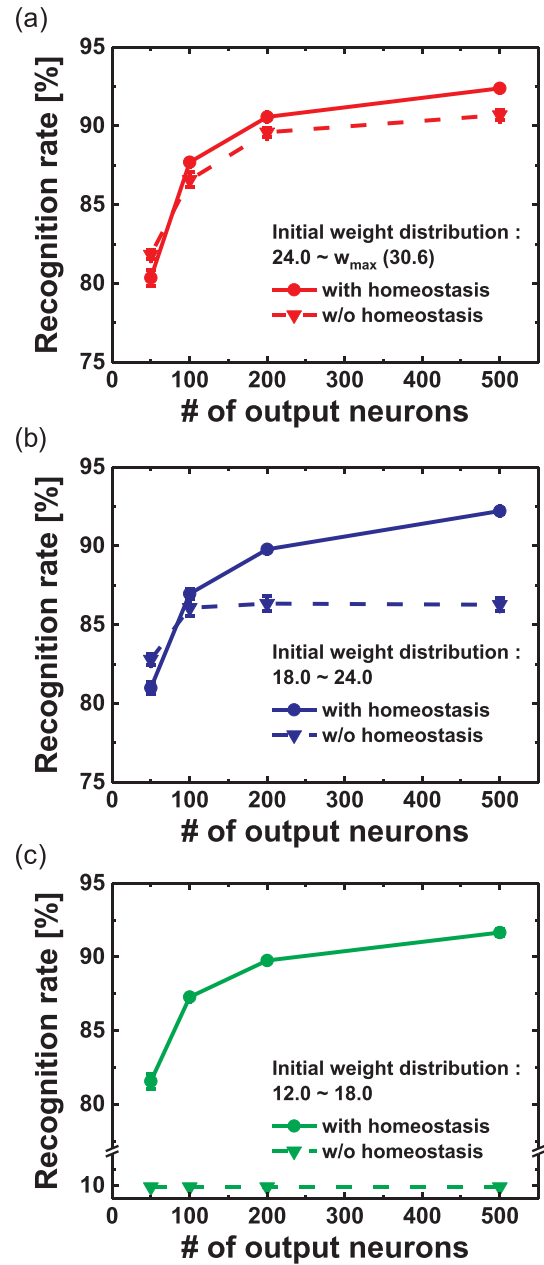 (a)
Recognition rate [%]
95
90
85
80
75
Initial weight distribution :
24.0 ~ wmax (30.6)
with homeostasis
w/o homeostasis
0 100 200 300 400 500
# of output neurons
(b)
Recognition rate [%]
95
90
85
80
75
Initial weight distribution :
18.0 ~ 24.0
with homeostasis
w/o homeostasis
0 100 200 300 400 500
# of output neurons
(c)
Recognition rate [%]
95
90
85
80
10
Initial weight distribution :
12.0 ~ 18.0
with homeostasis
w/o homeostasis
0 100 200 300 400 500
# of output neurons